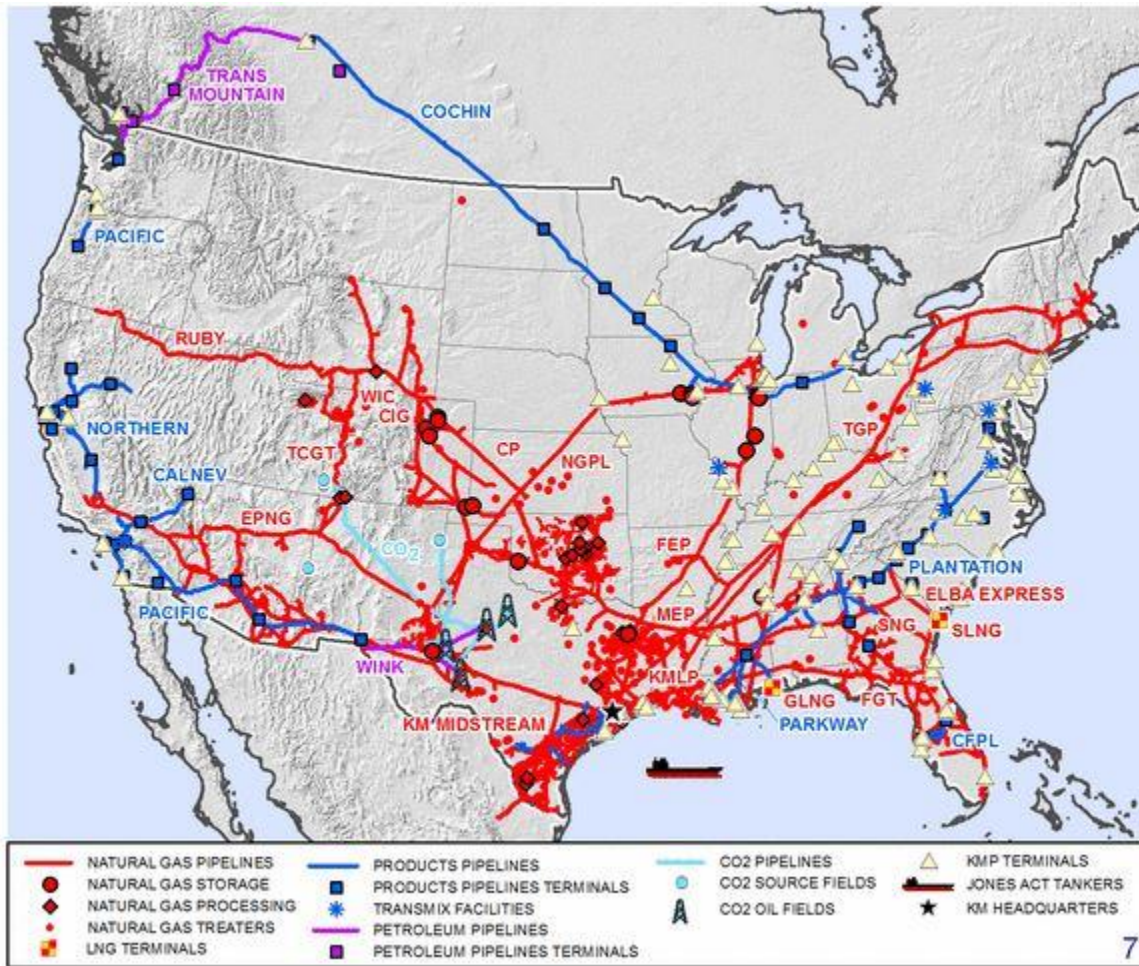 TRANS
MOUNTAIN
COCHIN
PACIFIC
RUBY
WIC
CIG
NORTHERN
TCGT
CP
NGPL
TGP
CALNEV
EPNG
CO2
FEP
PLANTATION
ELBA EXPRESS
MEP
PACIFIC
SNG
SLNG
WINK
KMLP
GLNG
FGT
KM MIDSTREAM
PARKWAY
CFPL
NATURAL GAS PIPELINES
NATURAL GAS STORAGE
NATURAL GAS PROCESSING
NATURAL GAS TREATERS
LNG TERMINALS
PRODUCTS PIPELINES
PRODUCTS PIPELINES TERMINALS
TRANSMIX FACILITIES
PETROLEUM PIPELINES
PETROLEUM PIPELINES TERMINALS
CO2 PIPELINES
CO2 SOURCE FIELDS
CO2 OIL FIELDS
KMP TERMINALS
JONES ACT TANKERS
KM HEADQUARTERS
7